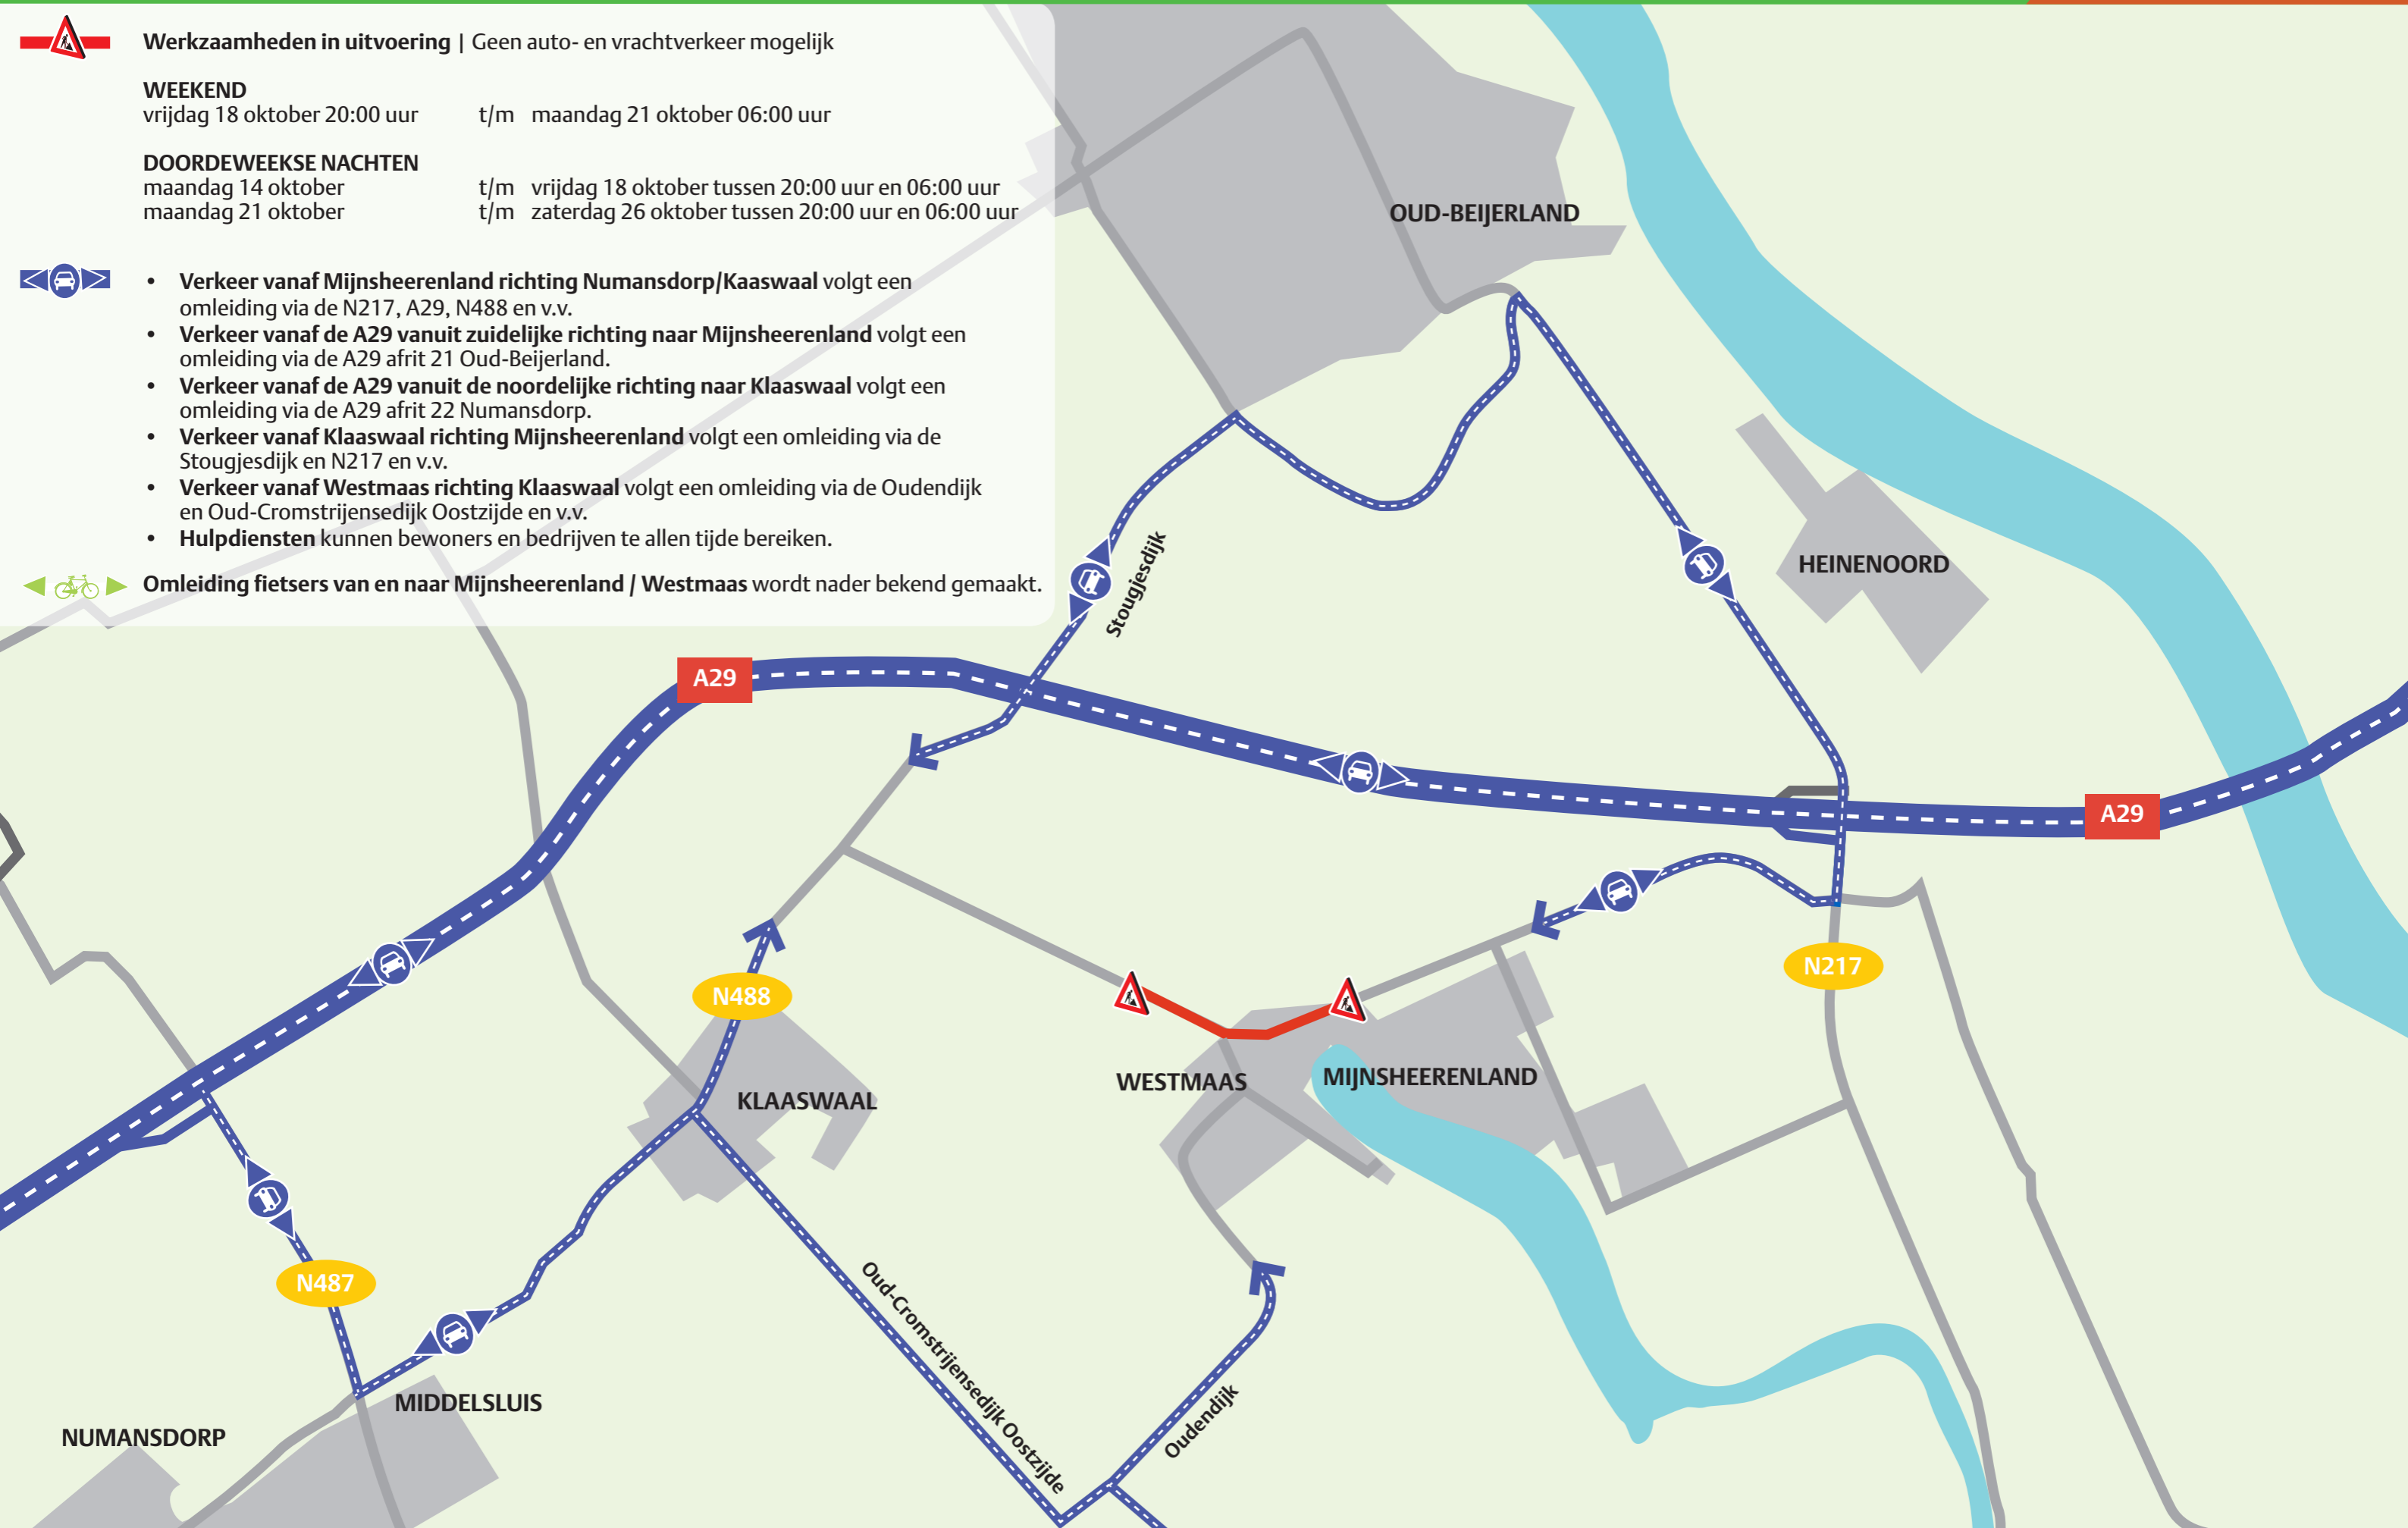 Werkzaamheden in uitvoering | Geen auto- en vrachtverkeer mogelijk
WEEKEND
vrijdag 18 oktober 20:00 uur t/m maandag 21 oktober 06:00 uur
DOORDEWEEKSE NACHTEN
maandag 14 oktober t/m vrijdag 18 oktober tussen 20:00 uur en 06:00 uur
maandag 21 oktober t/m zaterdag 26 oktober tussen 20:00 uur en 06:00 uur
• Verkeer vanaf Mijnsheerenland richting Numansdorp/Kaaswaal volgt een
omleiding via de N217, A29, N488 en v.v.
• Verkeer vanaf de A29 vanuit zuidelijke richting naar Mijnsheerenland volgt een
omleiding via de A29 afrit 21 Oud-Beijerland.
• Verkeer vanaf de A29 vanuit de noordelijke richting naar Klaaswaal volgt een
omleiding via de A29 afrit 22 Numansdorp.
• Verkeer vanaf Klaaswaal richting Mijnsheerenland volgt een omleiding via de
Stougjesdijk en N217 en v.v.
• Verkeer vanaf Westmaas richting Klaaswaal volgt een omleiding via de Oudendijk
en Oud-Cromstrijensedijk Oostzijde en v.v.
• Hulpdiensten kunnen bewoners en bedrijven te allen tijde bereiken.
Omleiding fietsers van en naar Mijnsheerenland / Westmaas wordt nader bekend gemaakt.
OUD-BEIJERLAND
HEINENOORD
Stougjesdijk
A29
A29
N217
N488
WESTMAAS
MIJNSHEERENLAND
KLAASWAAL
N487
Oud-Cromstrijensedijk Oostzijde
Oudendijk
MIDDELSLUIS
NUMANSDORP